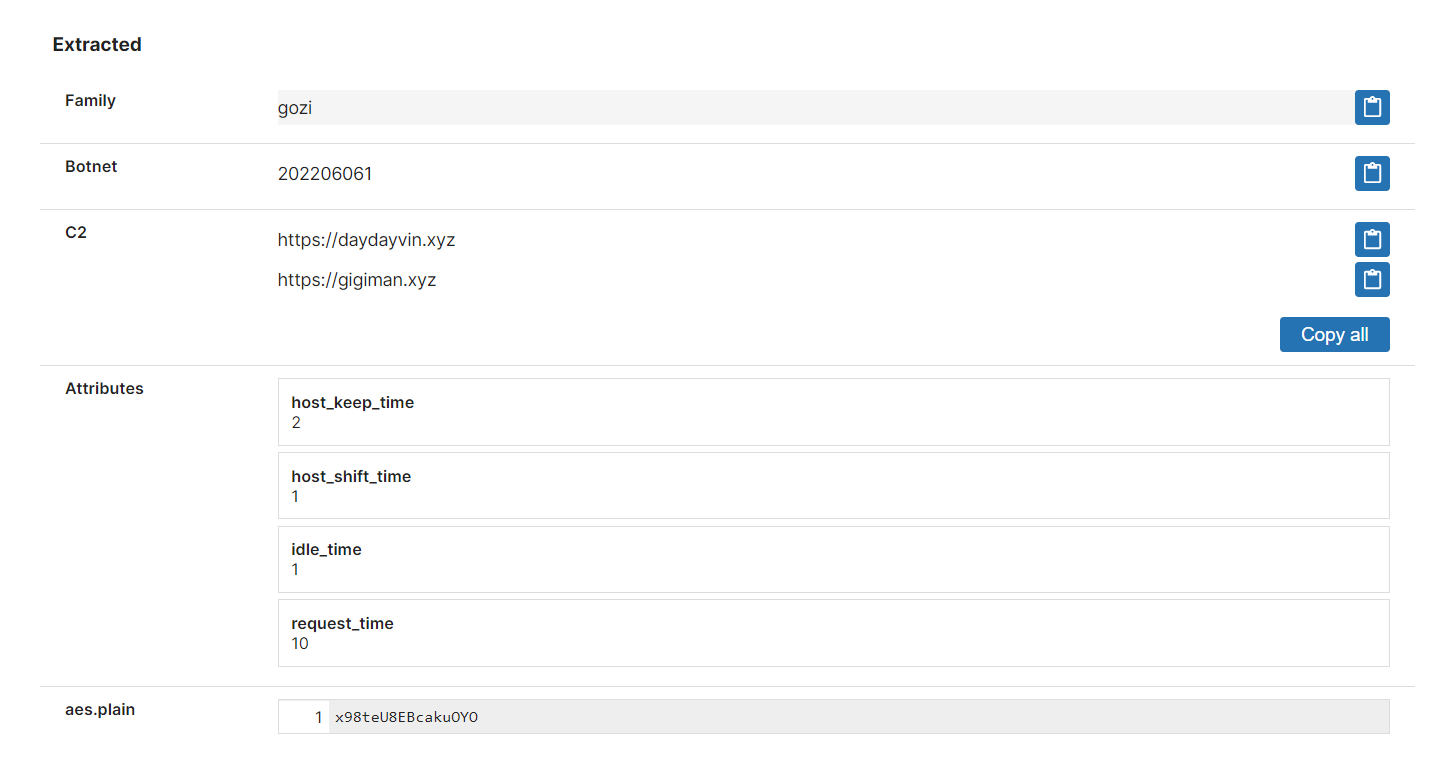 Extracted
Family
gozi
Botnet
202206061
C2
https://daydayvin.xyz
https://gigiman.xyz
Copy all
Attributes
host_keep_time
2
host_shift_time
1
idle_time
1
request_time
10
aes.plain
1 x98teU8EBcakuOYO